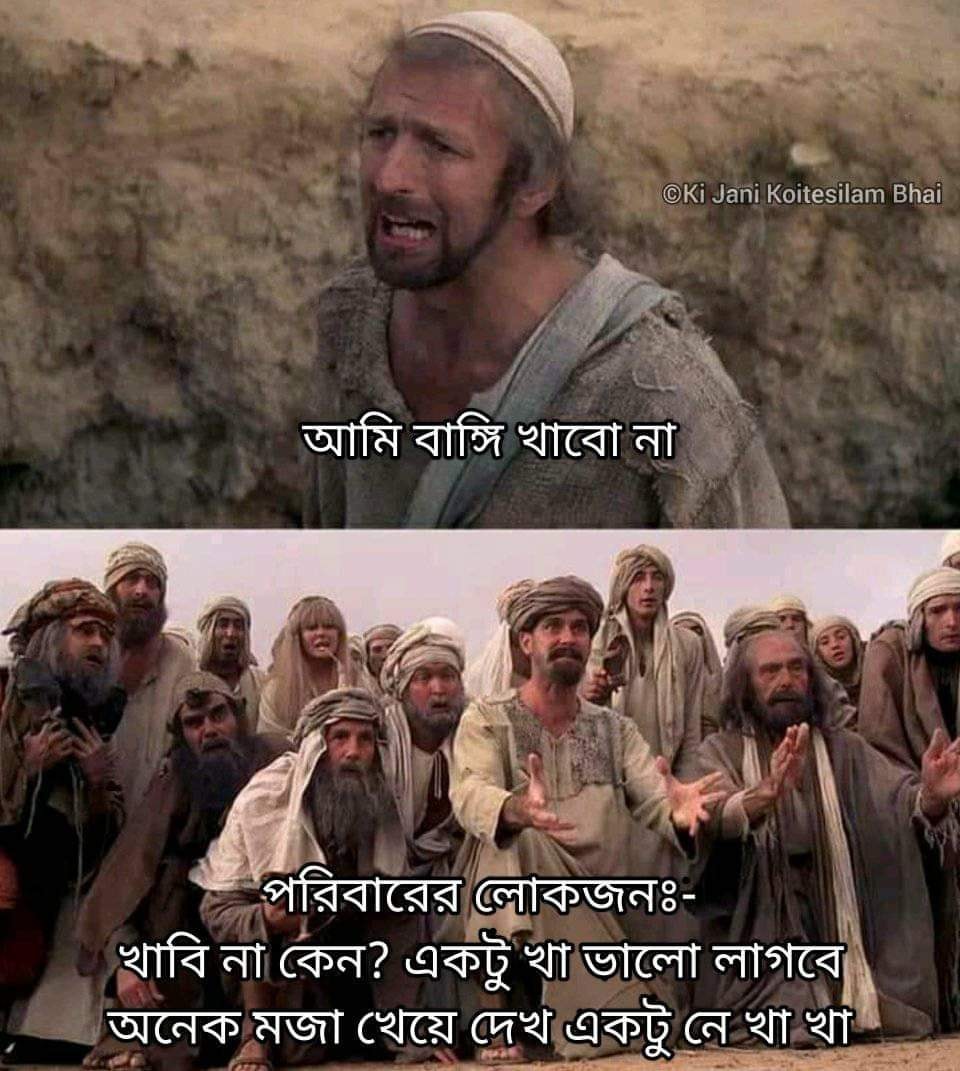 ©Ki Jani Koitesilam Bhai
আমি বাঙ্গি খাবো না
পরিবারের লোকজনঃ-
খাবি না কেন? একটু খা ভালো লাগবে
অনেক মজা খেয়ে দেখ একটু নে খা খা